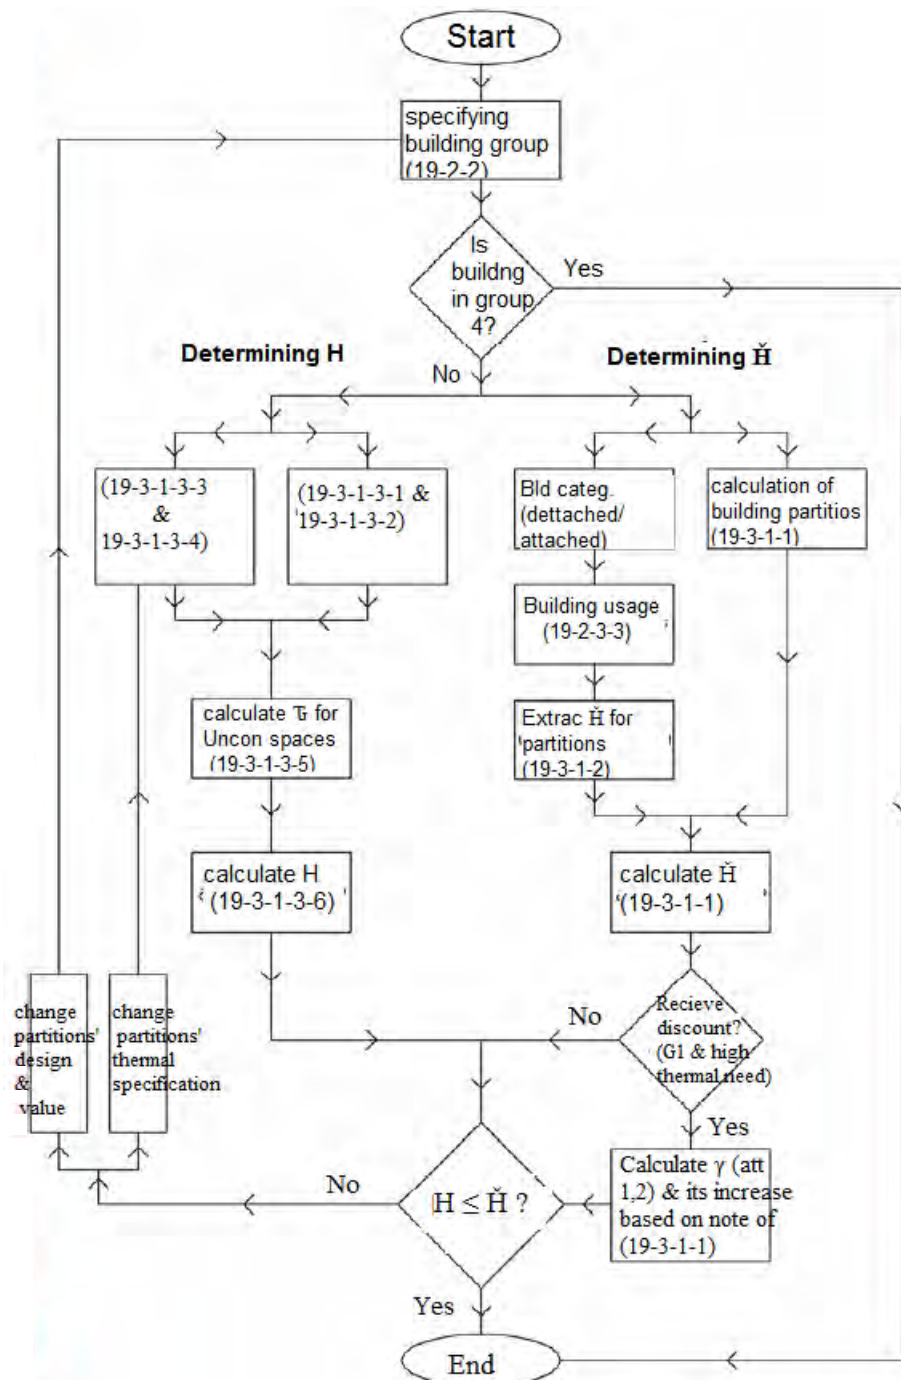 Start
specifying
building group
(19-2-2)
Is
buildng
in group
4?
Yes
No
Determining H
Determining Ȟ
(19-3-1-3-3
&
19-3-1-3-4)
(19-3-1-3-1 &
19-3-1-3-2)
Bld categ.
(dettached/
attached)
calculation of
building partitios
(19-3-1-1)
Building usage
(19-2-3-3)
calculate for
Uncon spaces
(19-3-1-3-5)
Extrac Ȟ for
partitions
(19-3-1-2)
calculate H
(19-3-1-3-6)
calculate Ȟ
(19-3-1-1)
change
partitions'
design
&
value
change
partitions'
thermal
specification
No
Recieve
discount?
(G1 & high
thermal need)
Yes
No
H ≤ Ȟ ?
Calculate γ (att
1,2) & its increase
based on note of
(19-3-1-1)
Yes
End